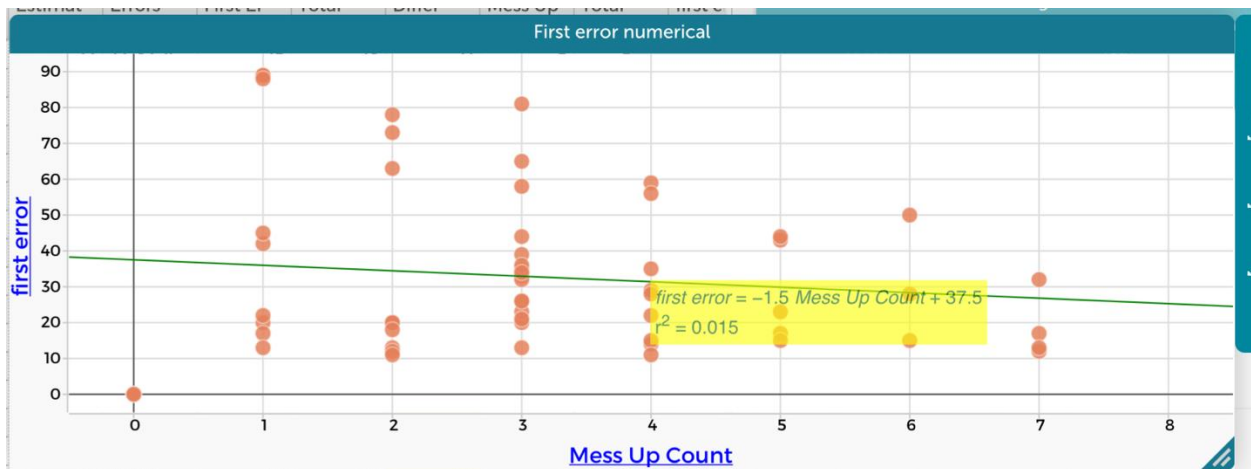 First error numerical
90
80
70
60
50
40
30
20
10
0
first error
first error = −1.5 Mess Up Count + 37.5
r² = 0.015
0 1 2 3 4 5 6 7 8
Mess Up Count